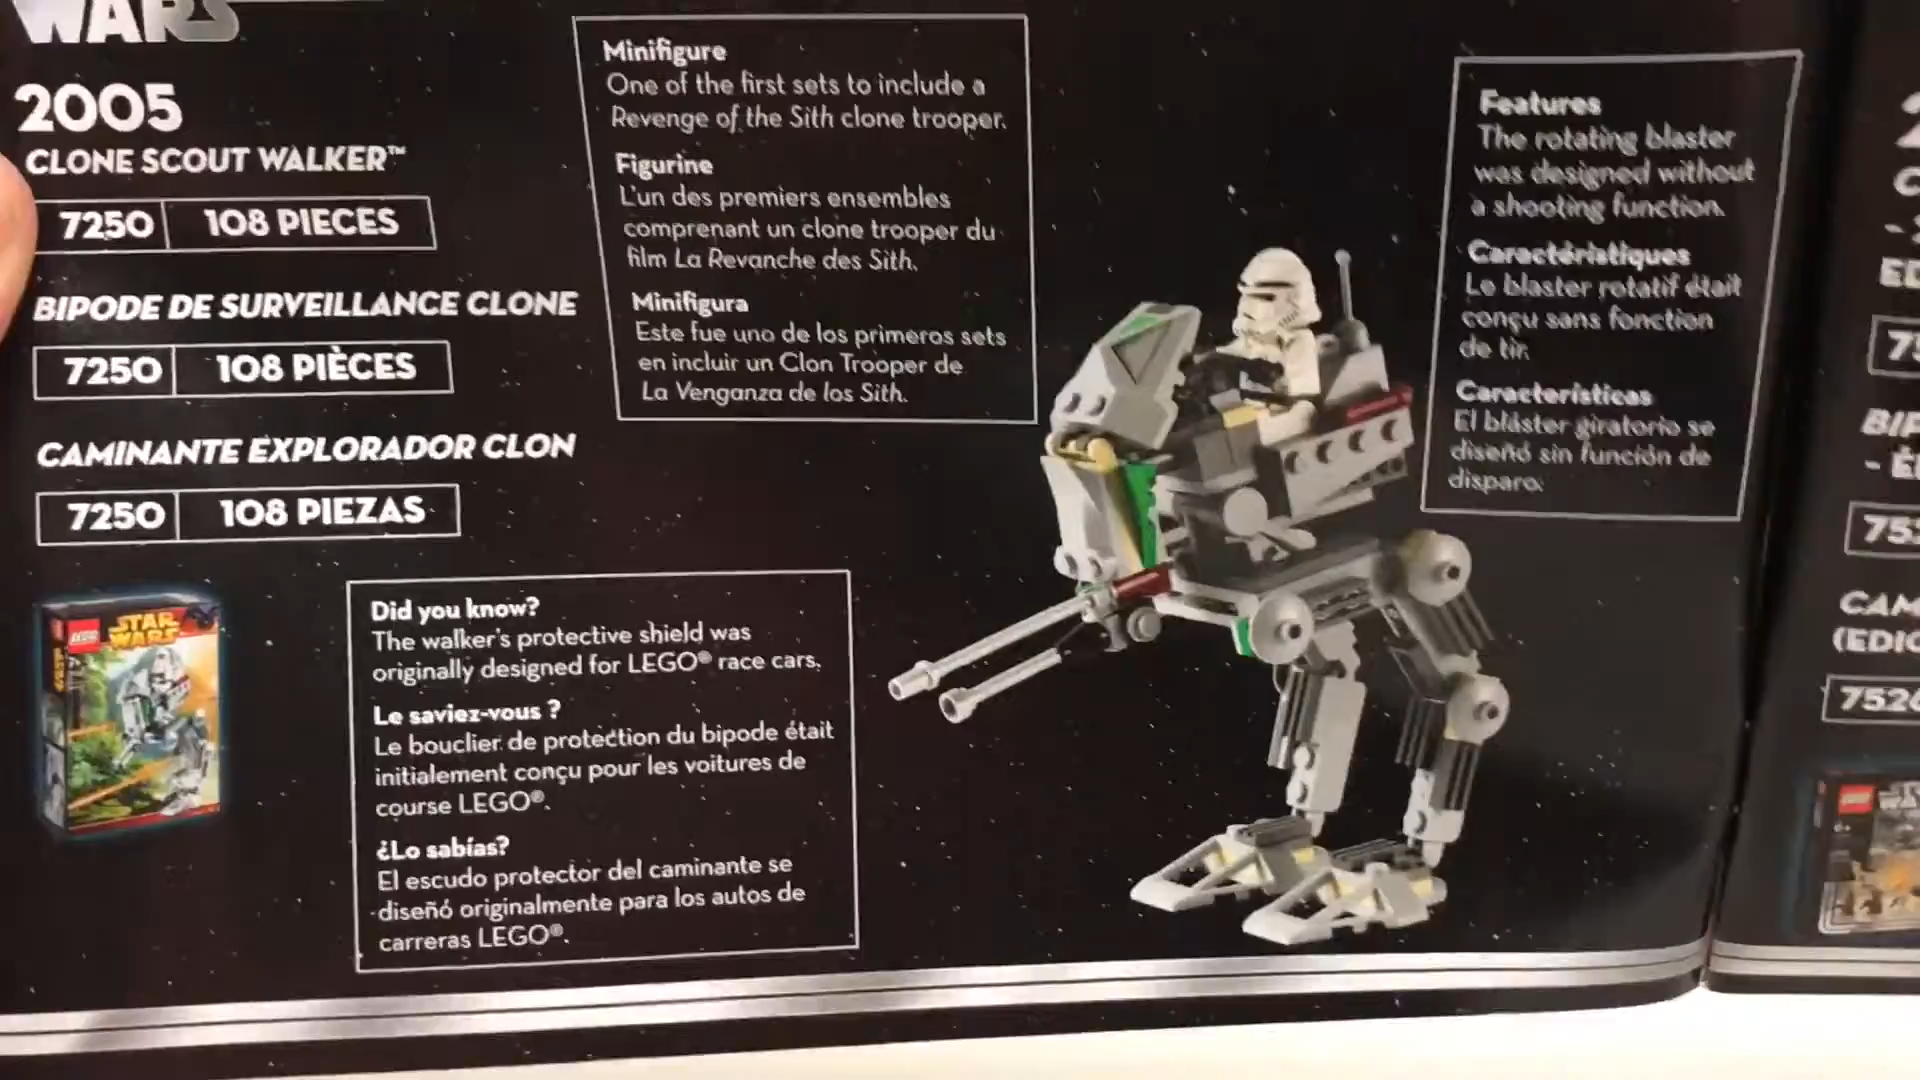 WARS
2005
CLONE SCOUT WALKER™
7250 108 PIECES
BIPODE DE SURVEILLANCE CLONE
7250 108 PIÈCES
CAMINANTE EXPLORADOR CLON
7250 108 PIEZAS
LEGO
STAR
WARS
Did you know?
The walker's protective shield was
originally designed for LEGO® race cars.
Le saviez-vous ?
Le bouclier de protection du bipode était
initialement conçu pour les voitures de
course LEGO®.
¿Lo sabías?
El escudo protector del caminante se
diseñó originalmente para los autos de
carreras LEGO®.
Minifigure
One of the first sets to include a
Revenge of the Sith clone trooper.
Figurine
L'un des premiers ensembles
comprenant un clone trooper du
film La Revanche des Sith.
Minifigura
Este fue uno de los primeros sets
en incluir un Clon Trooper de
La Venganza de los Sith.
Features
The rotating blaster
was designed without
a shooting function.
Caractéristiques
Le blaster rotatif était
conçu sans fonction
de tir.
Características
El bláster giratorio se
diseñó sin función de
disparo.